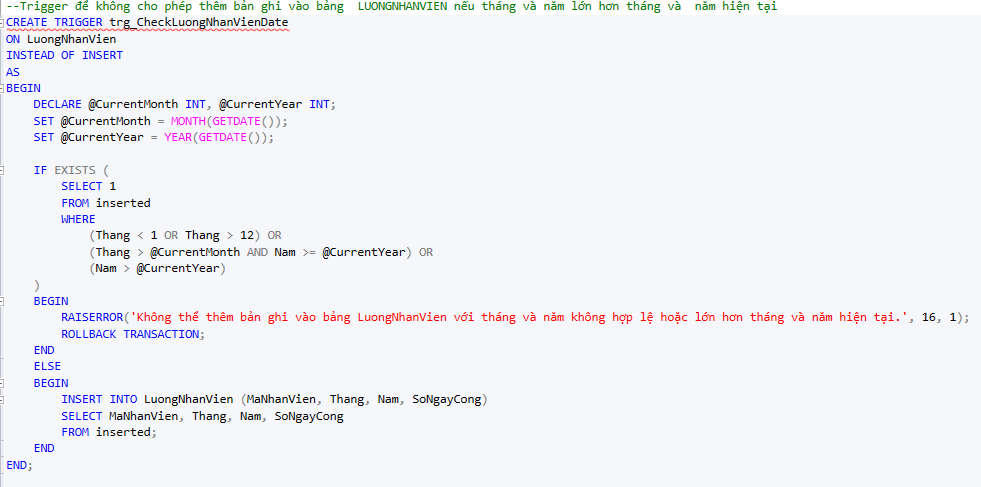 --Trigger để không cho phép thêm bản ghi vào bảng  LUONGNHANVIEN nếu tháng và năm lớn hơn tháng và  năm hiện tại
CREATE TRIGGER trg_CheckLuongNhanVienDate
ON LuongNhanVien
INSTEAD OF INSERT
AS
BEGIN
    DECLARE @CurrentMonth INT, @CurrentYear INT;
    SET @CurrentMonth = MONTH(GETDATE());
    SET @CurrentYear = YEAR(GETDATE());
    IF EXISTS (
        SELECT 1
        FROM inserted
        WHERE
            (Thang < 1 OR Thang > 12) OR
            (Thang > @CurrentMonth AND Nam >= @CurrentYear) OR
            (Nam > @CurrentYear)
    )
    BEGIN
        RAISERROR('Không thể thêm bản ghi vào bảng LuongNhanVien với tháng và năm không hợp lệ hoặc lớn hơn tháng và năm hiện tại.', 16, 1);
        ROLLBACK TRANSACTION;
    END
    ELSE
    BEGIN
        INSERT INTO LuongNhanVien (MaNhanVien, Thang, Nam, SoNgayCong)
        SELECT MaNhanVien, Thang, Nam, SoNgayCong
        FROM inserted;
    END
END;